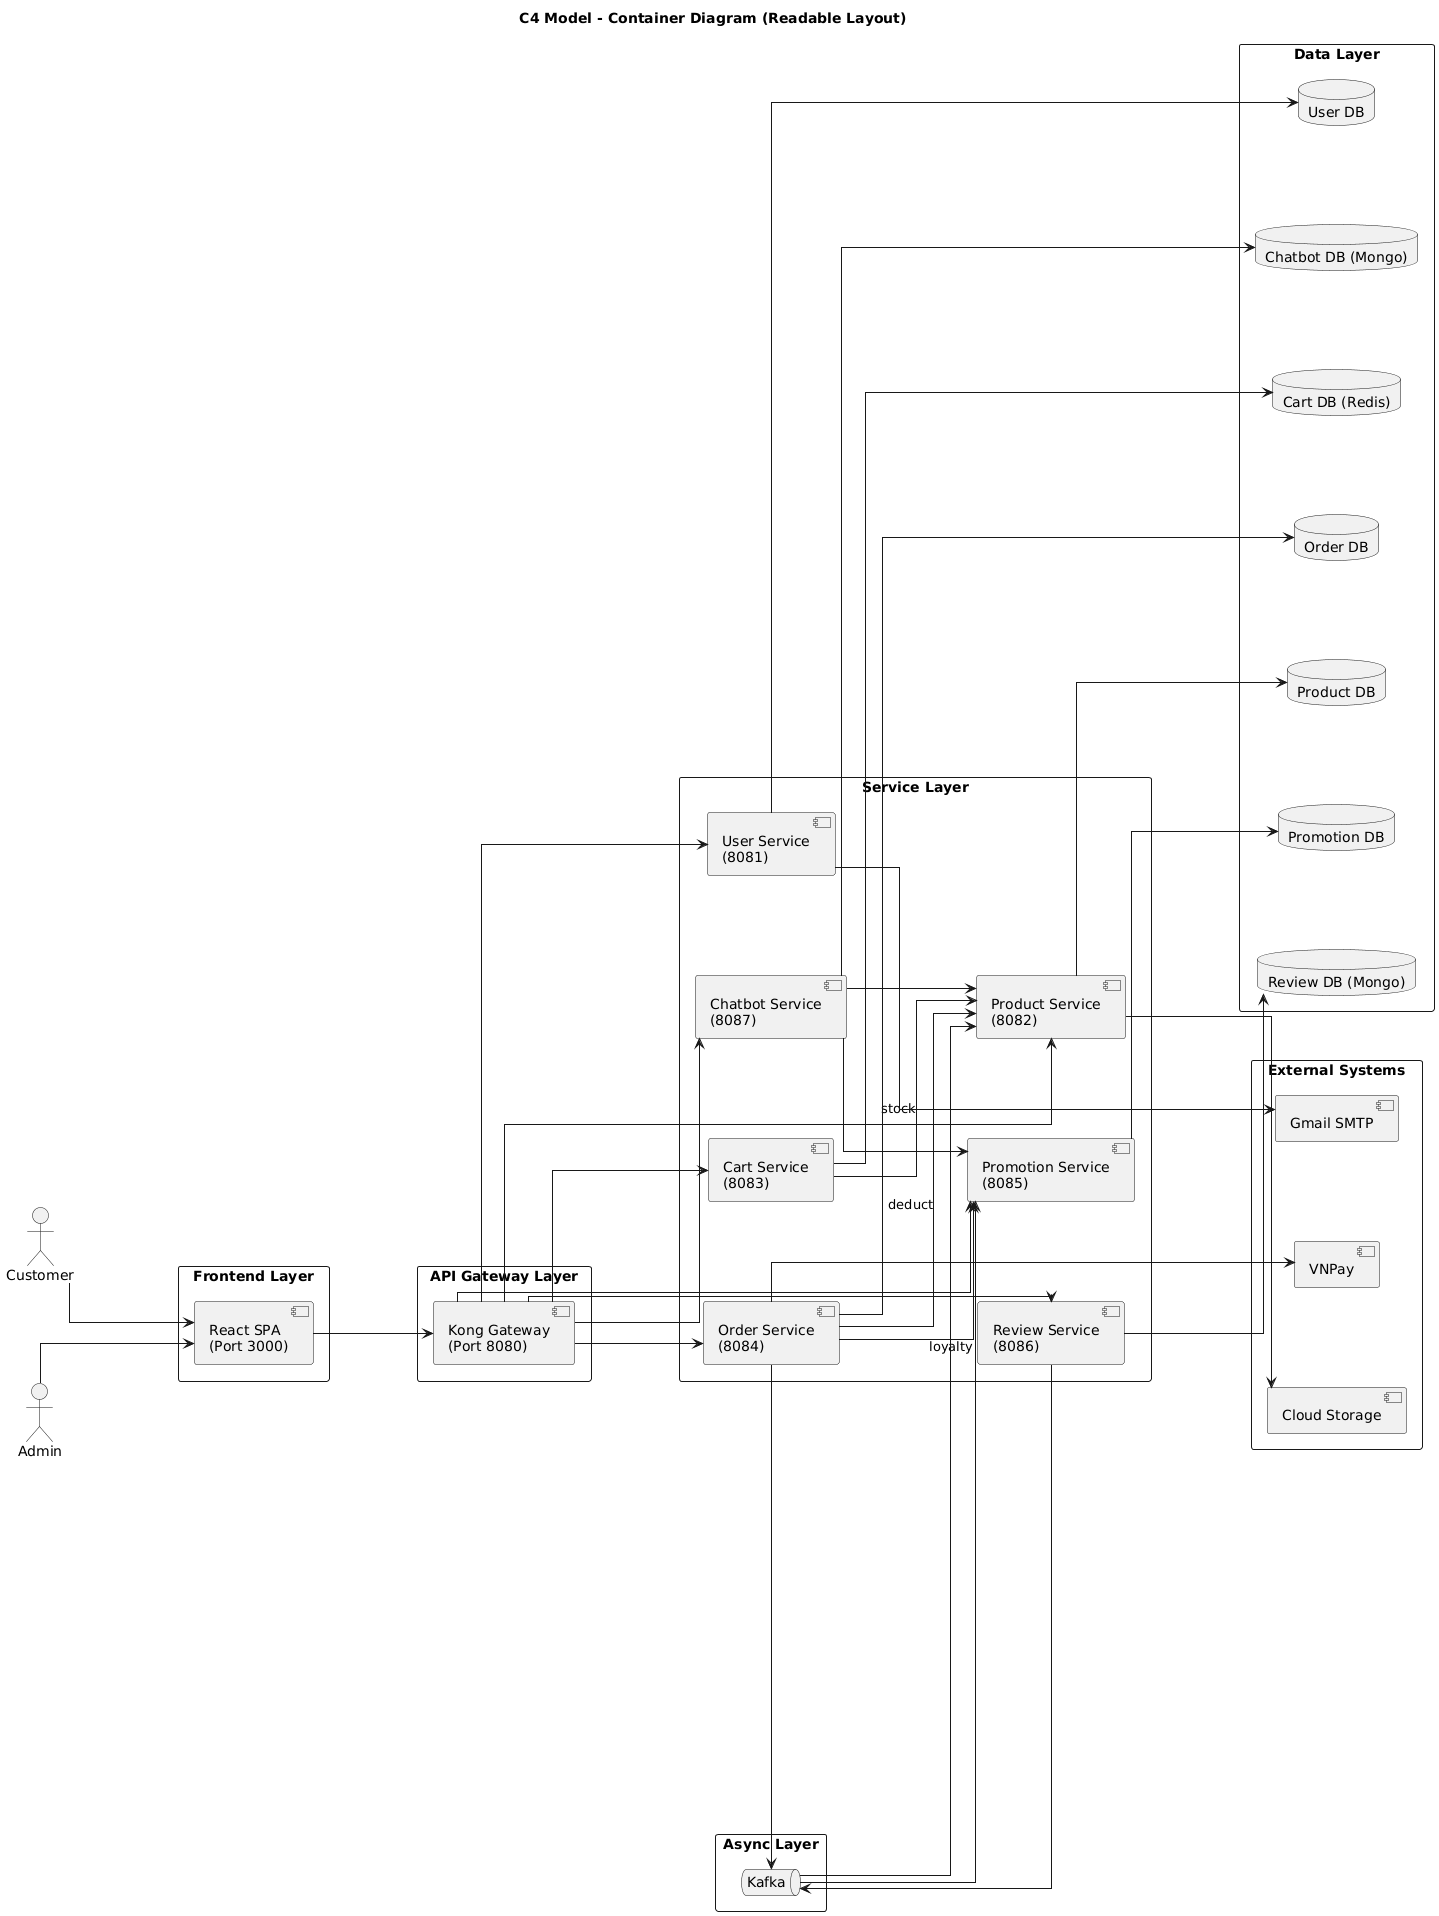 C4 Model - Container Diagram (Readable Layout)
Data Layer
User DB
Chatbot DB (Mongo)
Cart DB (Redis)
Order DB
Product DB
Promotion DB
Review DB (Mongo)
Service Layer
User Service
(8081)
Chatbot Service
(8087)
Product Service
(8082)
stock
Cart Service
(8083)
Promotion Service
(8085)
deduct
Order Service
(8084)
loyalty
Review Service
(8086)
External Systems
Gmail SMTP
VNPay
Cloud Storage
Customer
Admin
Frontend Layer
React SPA
(Port 3000)
API Gateway Layer
Kong Gateway
(Port 8080)
Async Layer
Kafka